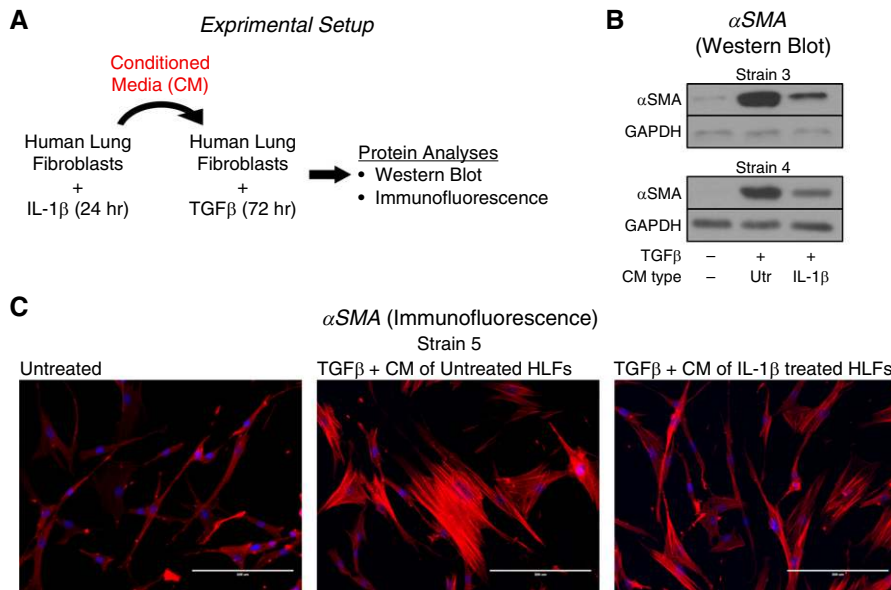 A
Exprimental Setup
Conditioned
Media (CM)
Human Lung
Fibroblasts
+
IL-1β (24 hr)
Human Lung
Fibroblasts
+
TGFβ (72 hr)
Protein Analyses
• Western Blot
• Immunofluorescence
B
αSMA
(Western Blot)
Strain 3
αSMA
GAPDH
Strain 4
αSMA
GAPDH
TGFβ – + +
CM type – Utr IL-1β
C
αSMA (Immunofluorescence)
Strain 5
Untreated
TGFβ + CM of Untreated HLFs
TGFβ + CM of IL-1β treated HLFs